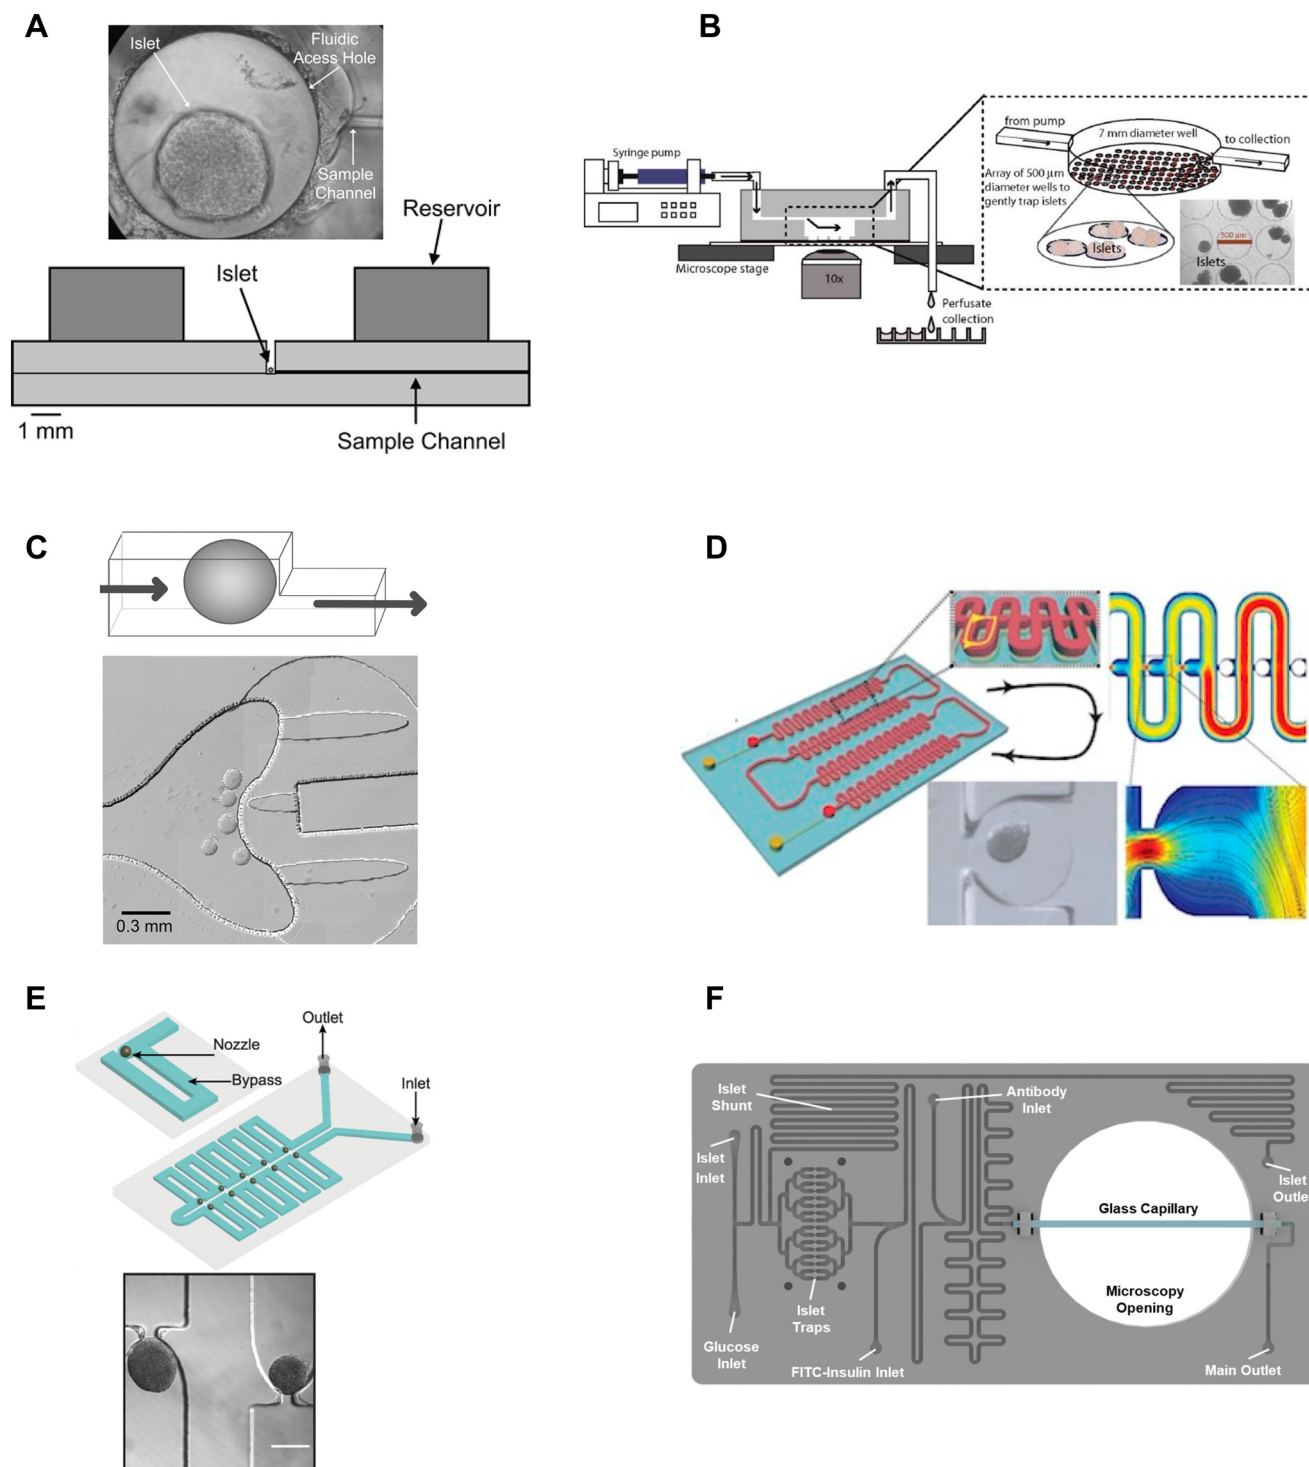 A
Islet
Fluidic
Acess Hole
Sample
Channel
Reservoir
Islet
1 mm
Sample Channel
B
Syringe pump
Microscope stage
10x
Perfusate
collection
from pump
7 mm diameter well
to collection
Array of 500 µm
diameter wells to
gently trap islets
Islets
500 µm
Islets
C
0.3 mm
D
E
Outlet
Nozzle
Bypass
Inlet
F
Islet
Shunt
Antibody
Inlet
Islet
Inlet
Islet
Outle
Glass Capillary
Microscopy
Opening
Islet
Traps
Glucose
Inlet
FITC-Insulin Inlet
Main Outlet